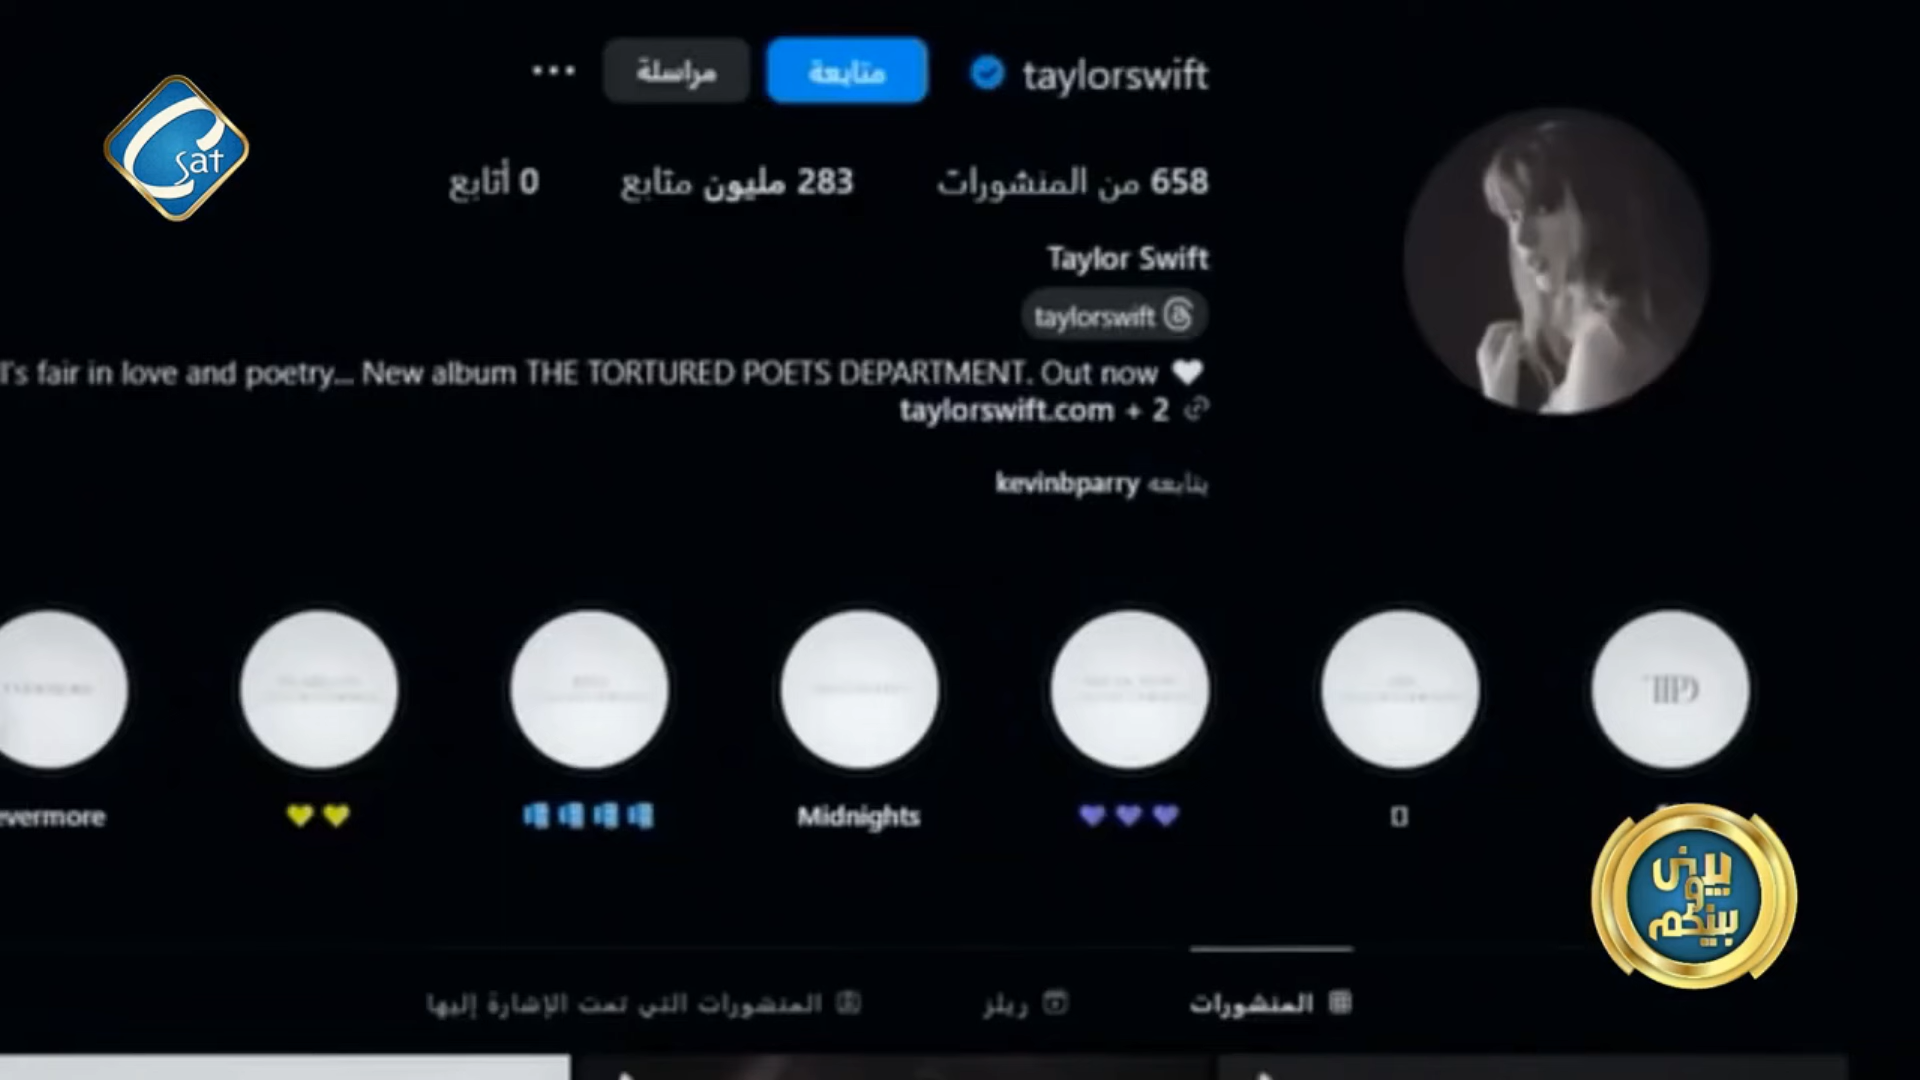 taylorswift متابعة مراسلة
Csat
658 من المنشورات 283 مليون متابع 0 أتابع
Taylor Swift
taylorswift
l's fair in love and poetry... New album THE TORTURED POETS DEPARTMENT. Out now 🤍
taylorswift.com + 2
يتابعه kevinbparry
Midnights
evermore
بيني و بينكم
المنشورات ريلز المنشورات التي تمت الإشارة إليها